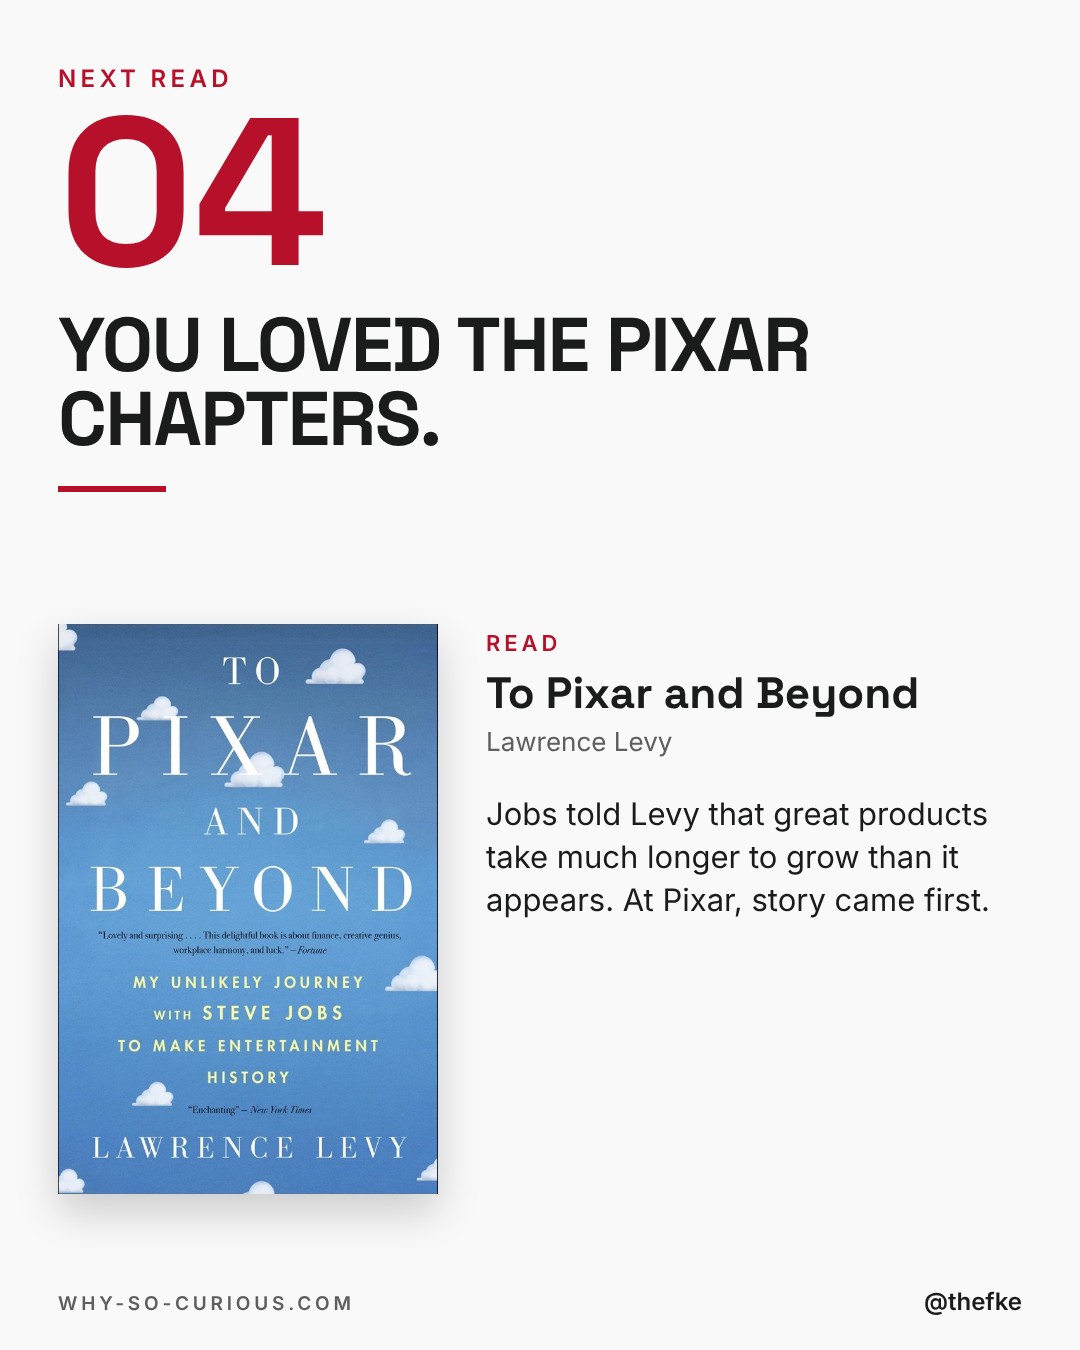 NEXT READ
04
YOU LOVED THE PIXAR
CHAPTERS.
TO
PIXAR
AND
BEYOND
"Lovely and surprising . . . . This delightful book is about finance, creative genius,
workplace harmony, and luck." —Fortune
MY UNLIKELY JOURNEY
WITH STEVE JOBS
TO MAKE ENTERTAINMENT
HISTORY
"Enchanting" — New York Times
LAWRENCE LEVY
READ
To Pixar and Beyond
Lawrence Levy
Jobs told Levy that great products
take much longer to grow than it
appears. At Pixar, story came first.
WHY-SO-CURIOUS.COM
@thefke